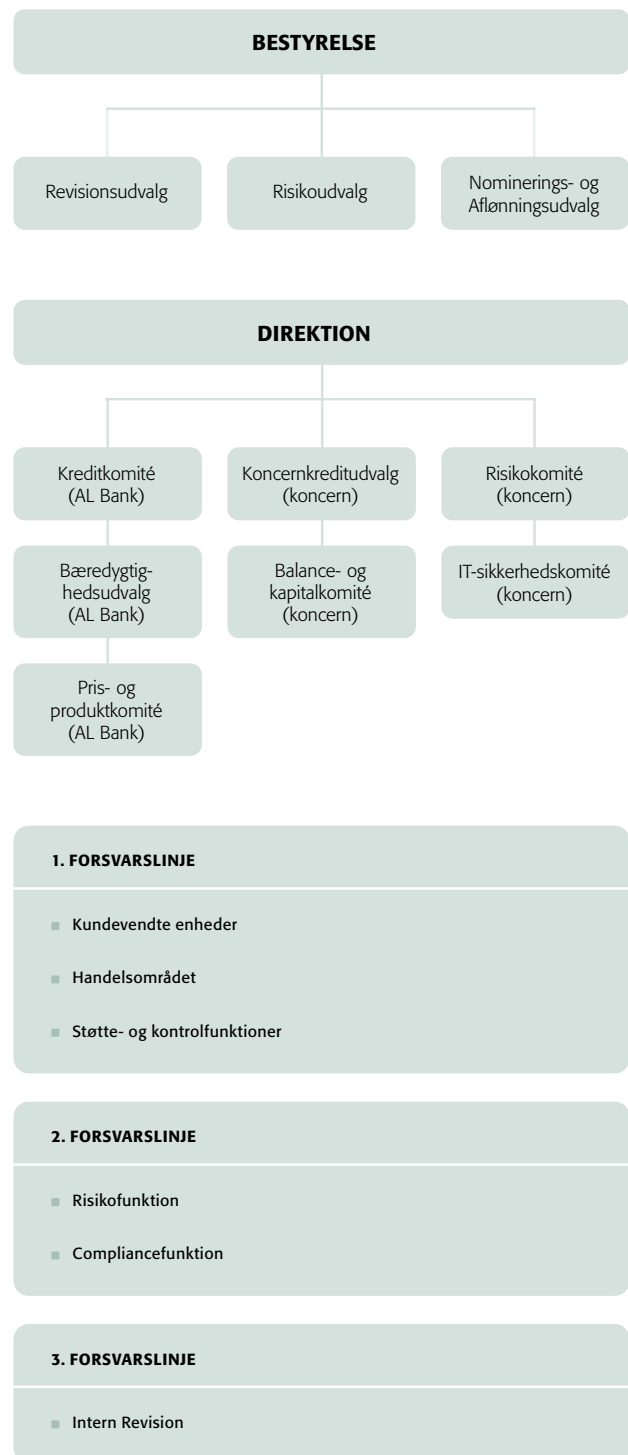 BESTYRELSE
Revisionsudvalg
Risikoudvalg
Nominerings- og
Aflønningsudvalg
DIREKTION
Kreditkomité
(AL Bank)
Koncernkreditudvalg
(koncern)
Risikokomité
(koncern)
Bæredygtig-
hedsudvalg
(AL Bank)
Balance- og
kapitalkomité
(koncern)
IT-sikkerhedskomité
(koncern)
Pris- og
produktkomité
(AL Bank)
1. FORSVARSLINJE
Kundevendte enheder
Handelsområdet
Støtte- og kontrolfunktioner
2. FORSVARSLINJE
Risikofunktion
Compliancefunktion
3. FORSVARSLINJE
Intern Revision